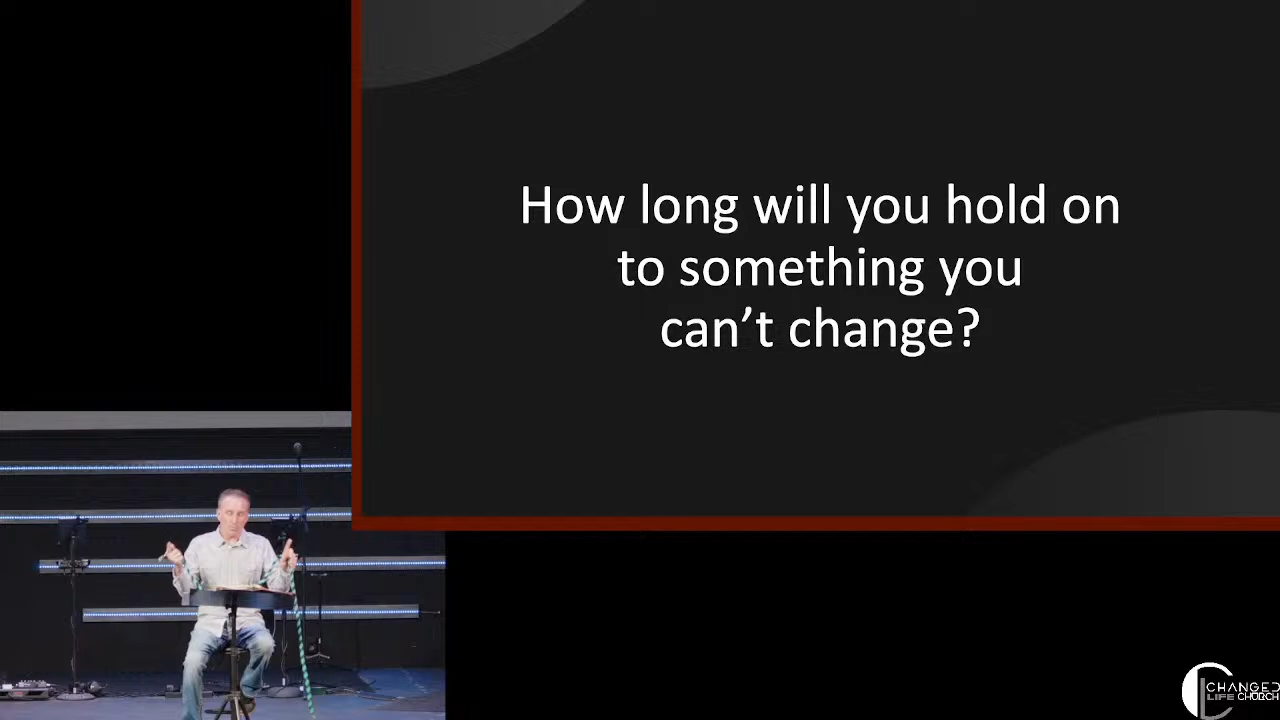 How long will you hold on
to something you
can’t change?
CHANGED
LIFE CHURCH